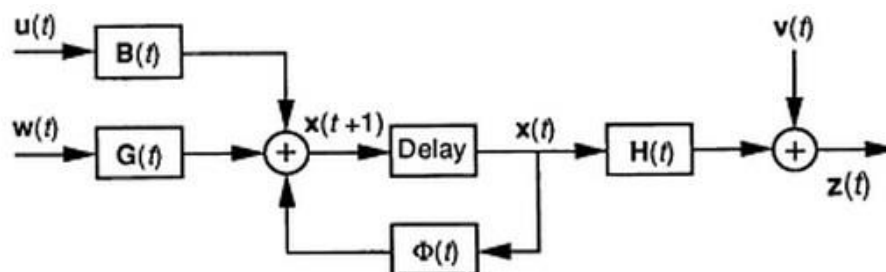 u(t)
B(t)
v(t)
w(t)
G(t)
+
x(t+1)
Delay
x(t)
H(t)
+
z(t)
Φ(t)